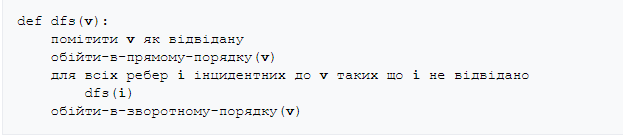 def dfs(v):
помітити v як відвідану
обійти-в-прямому-порядку(v)
для всіх ребер i інцидентних до v таких що i не відвідано
dfs(i)
обійти-в-зворотному-порядку(v)